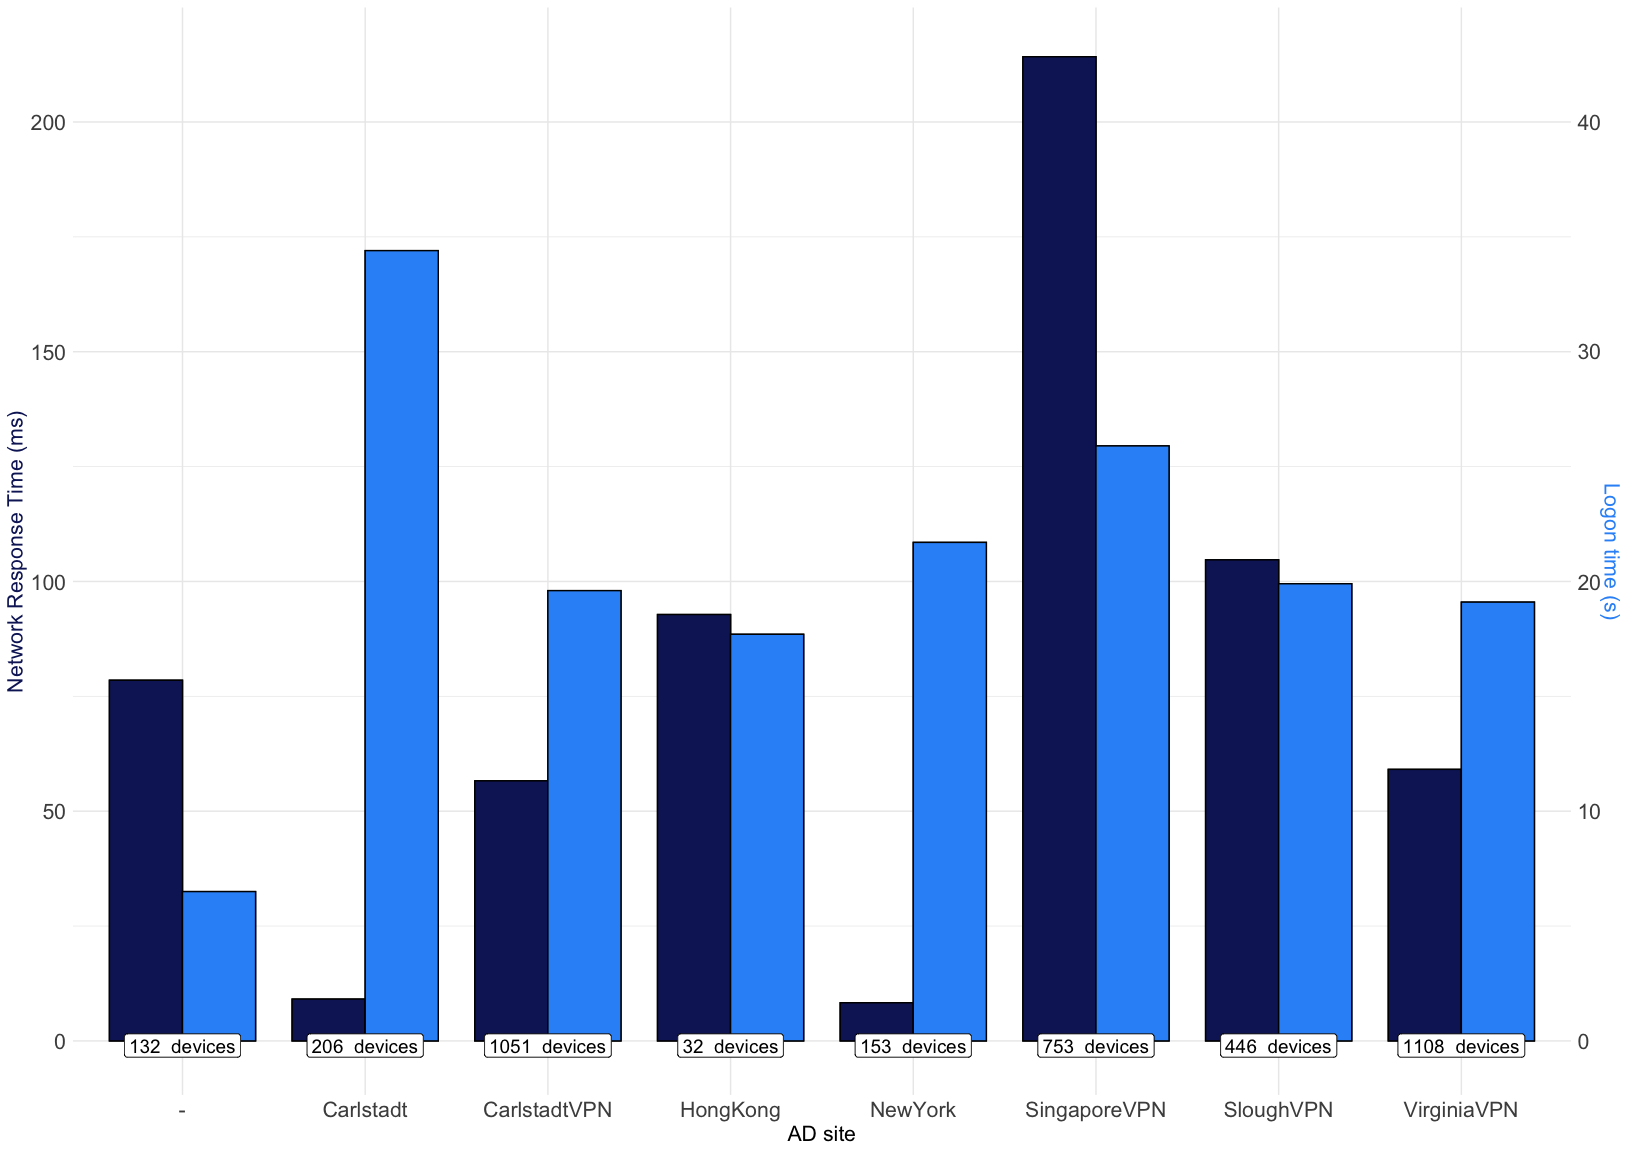 200
150
100
50
0
Network Response Time (ms)
40
30
20
10
0
Logon time (s)
132 devices
206 devices
1051 devices
32 devices
153 devices
753 devices
446 devices
1108 devices
-
Carlstadt
CarlstadtVPN
HongKong
NewYork
SingaporeVPN
SloughVPN
VirginiaVPN
AD site